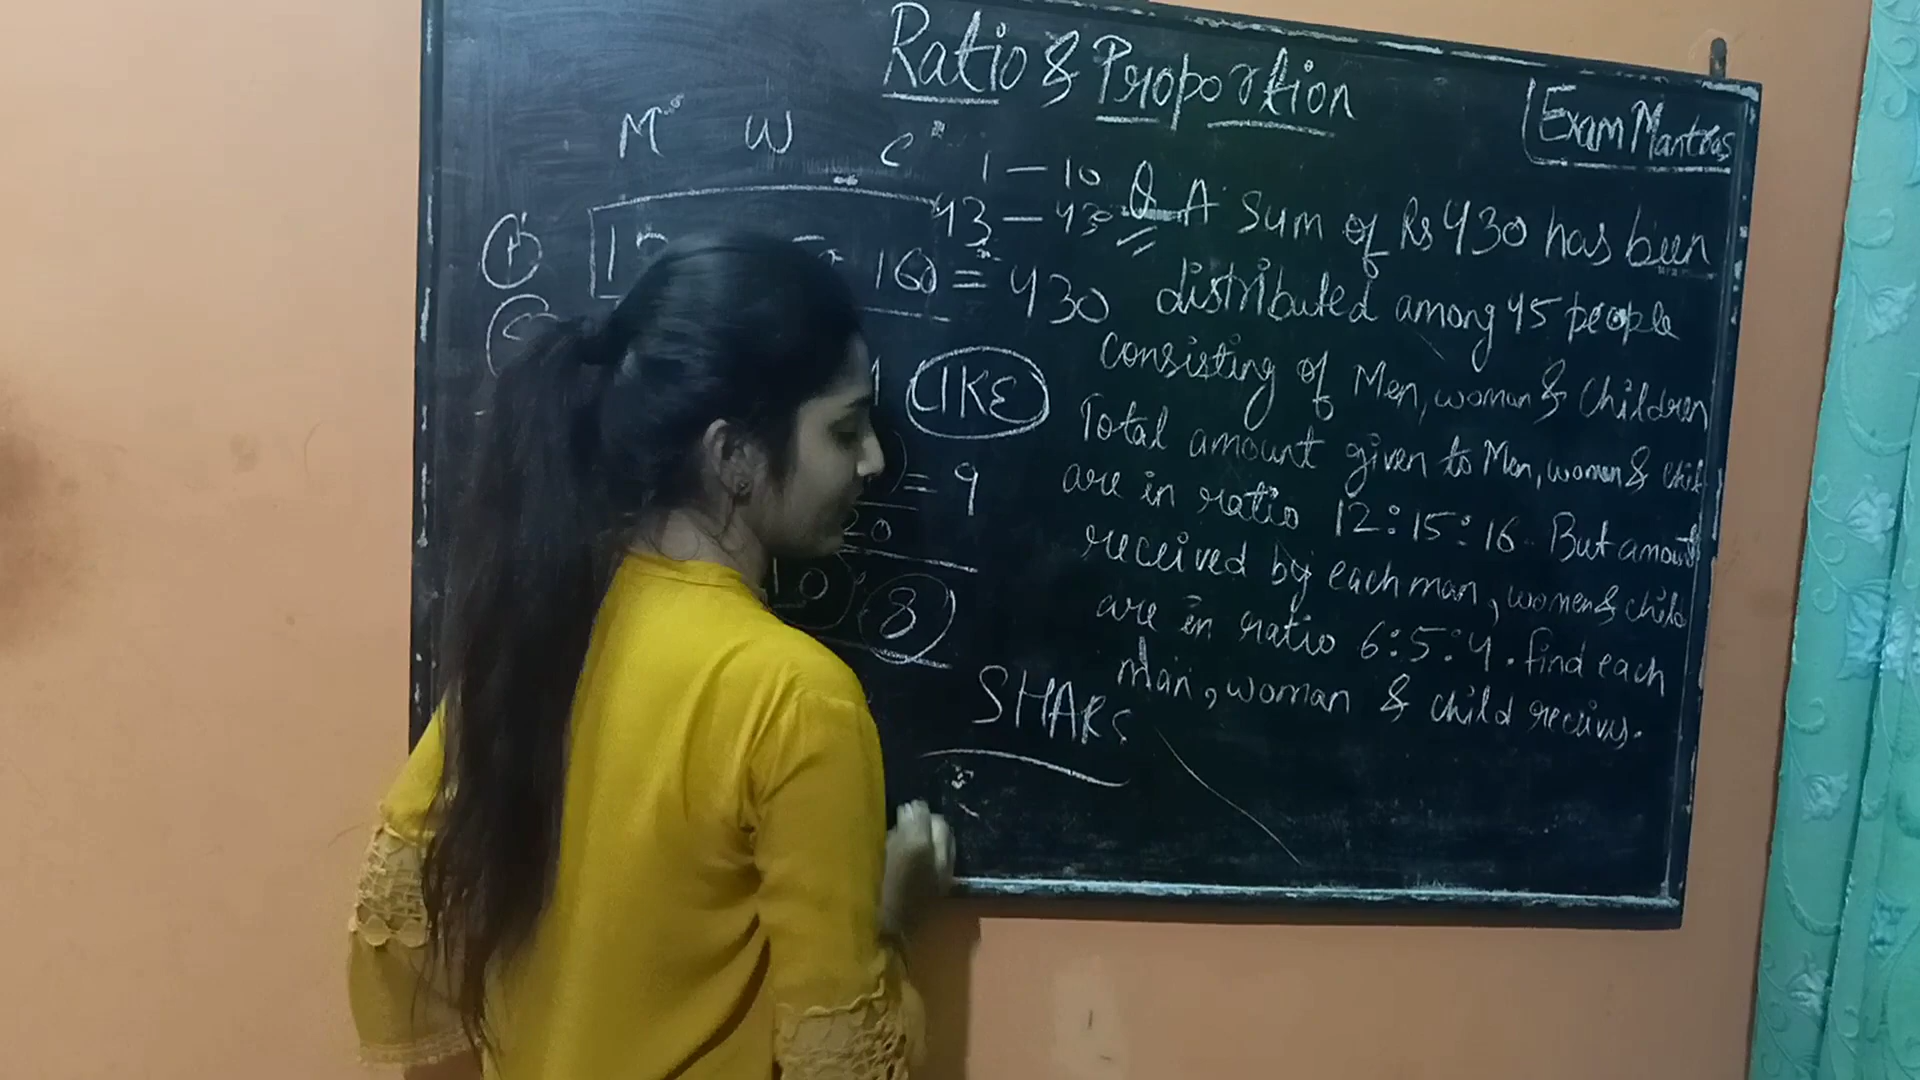 Ratio & Proportion
Exam Mantras
M W C
1 — 10
43 — 430
160 = 430
Q A Sum of Rs 430 has been
distributed among 45 people
consisting of Men, woman & Children
Total amount given to Men, women & chil
are in ratio 12:15:16. But amount
received by each man, women & child
are in ratio 6:5:4. find each
man, woman & child receives.
LIKE
= 9
20
10 8
SHARE